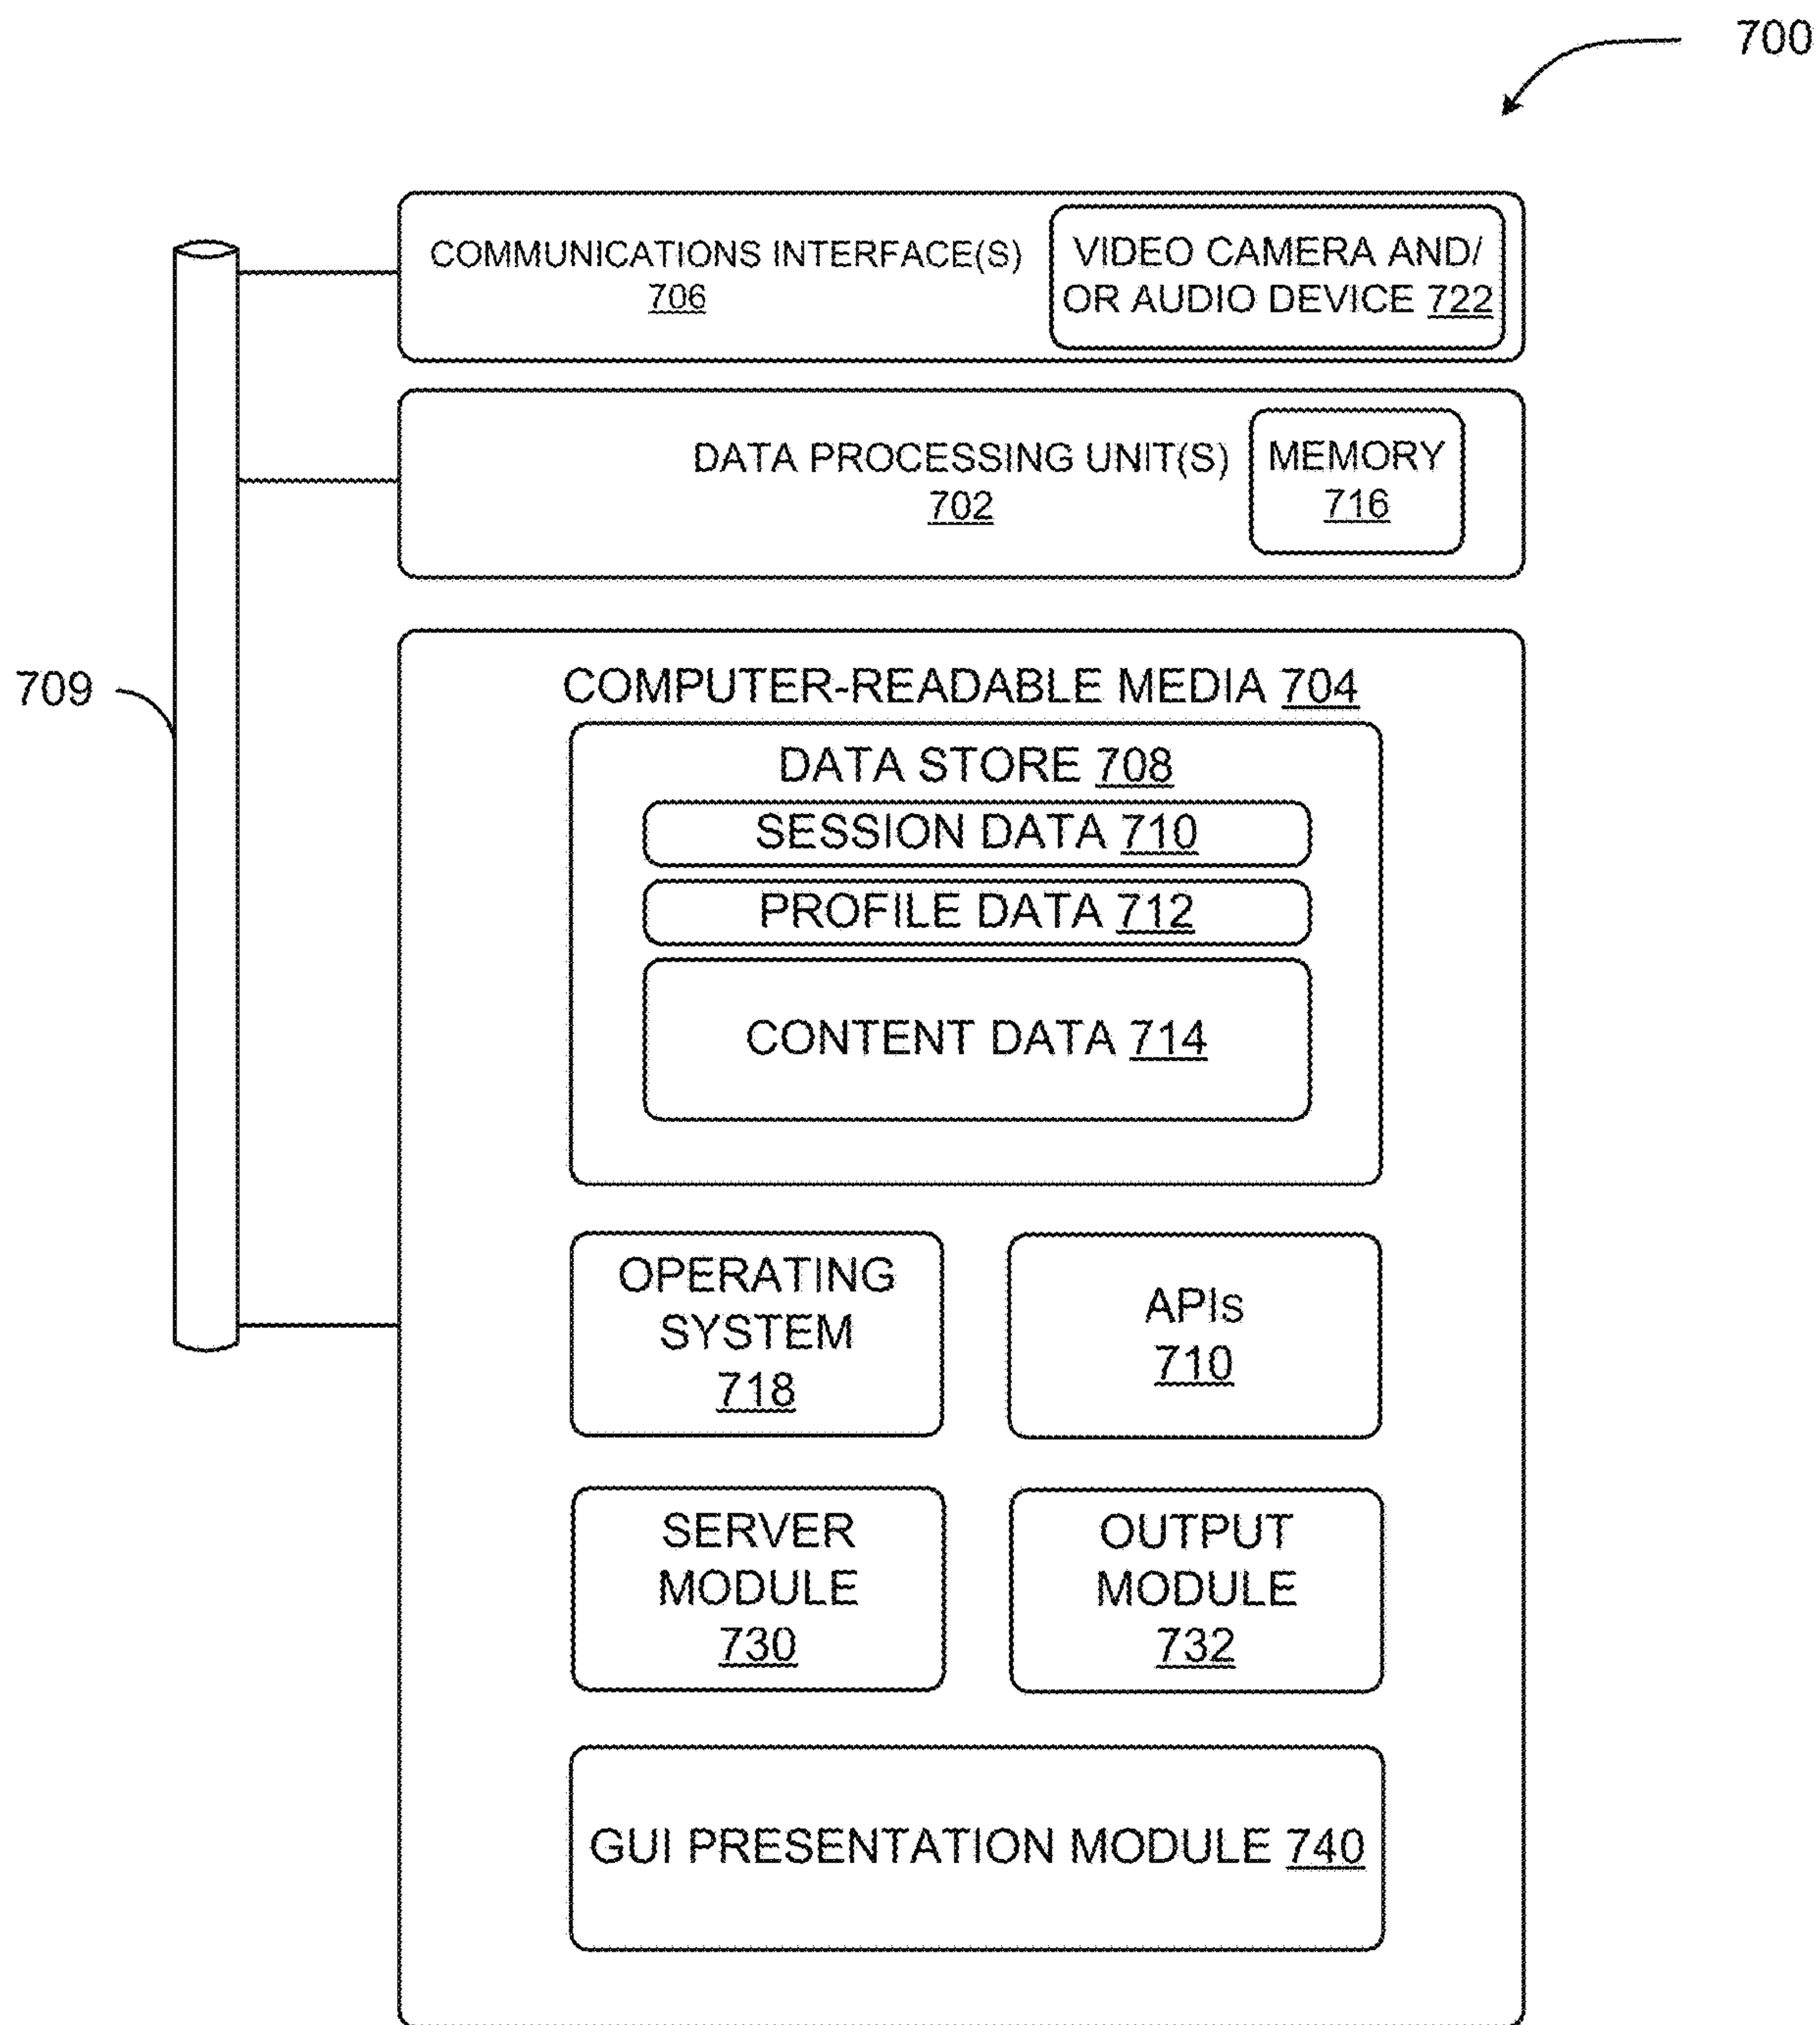 700
COMMUNICATIONS INTERFACE(S)
706
VIDEO CAMERA AND/
OR AUDIO DEVICE 722
DATA PROCESSING UNIT(S)
702
MEMORY
716
709
COMPUTER-READABLE MEDIA 704
DATA STORE 708
SESSION DATA 710
PROFILE DATA 712
CONTENT DATA 714
OPERATING
SYSTEM
718
APIs
710
SERVER
MODULE
730
OUTPUT
MODULE
732
GUI PRESENTATION MODULE 740